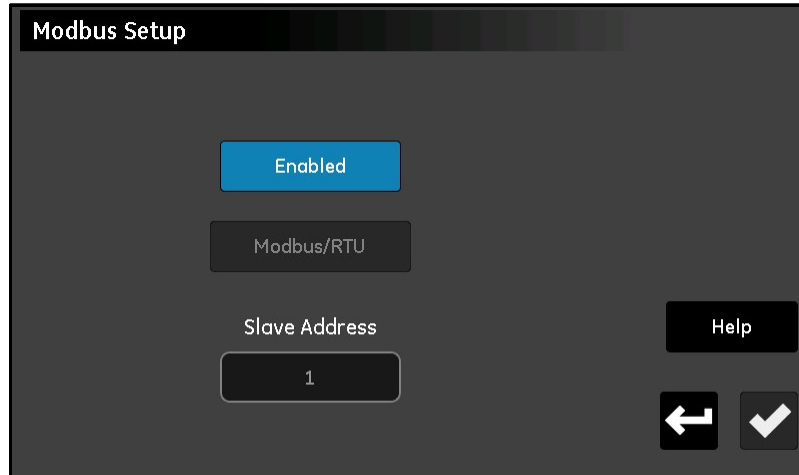 Modbus Setup
Enabled
Modbus/RTU
Slave Address
1
Help